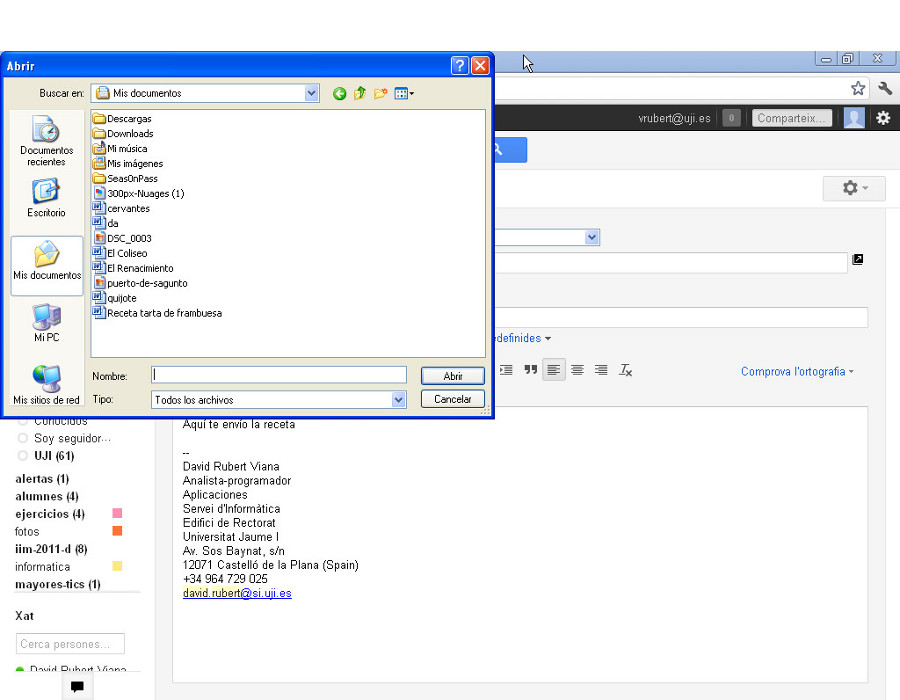 Abrir
Buscar en: Mis documentos
Documentos recientes
Escritorio
Mis documentos
Mi PC
Mis sitios de red
Descargas
Downloads
Mi música
Mis imágenes
SeasOnPass
300px-Nuages (1)
cervantes
da
DSC_0003
El Coliseo
El Renacimiento
puerto-de-sagunto
quijote
Receta tarta de frambuesa
Nombre:
Abrir
Tipo: Todos los archivos
Cancelar
vrubert@uji.es 0 Comparteix...
edefinides
Comprova l'ortografia
Conocidos
Soy seguidor...
UJI (61)
alertas (1)
alumnes (4)
ejercicios (4)
fotos
iim-2011-d (8)
informatica
mayores-tics (1)
Xat
Cerca persones...
David Rubert Viana
Aquí te envío la receta
--
David Rubert Viana
Analista-programador
Aplicaciones
Servei d'Informàtica
Edifici de Rectorat
Universitat Jaume I
Av. Sos Baynat, s/n
12071 Castelló de la Plana (Spain)
+34 964 729 025
david.rubert@si.uji.es